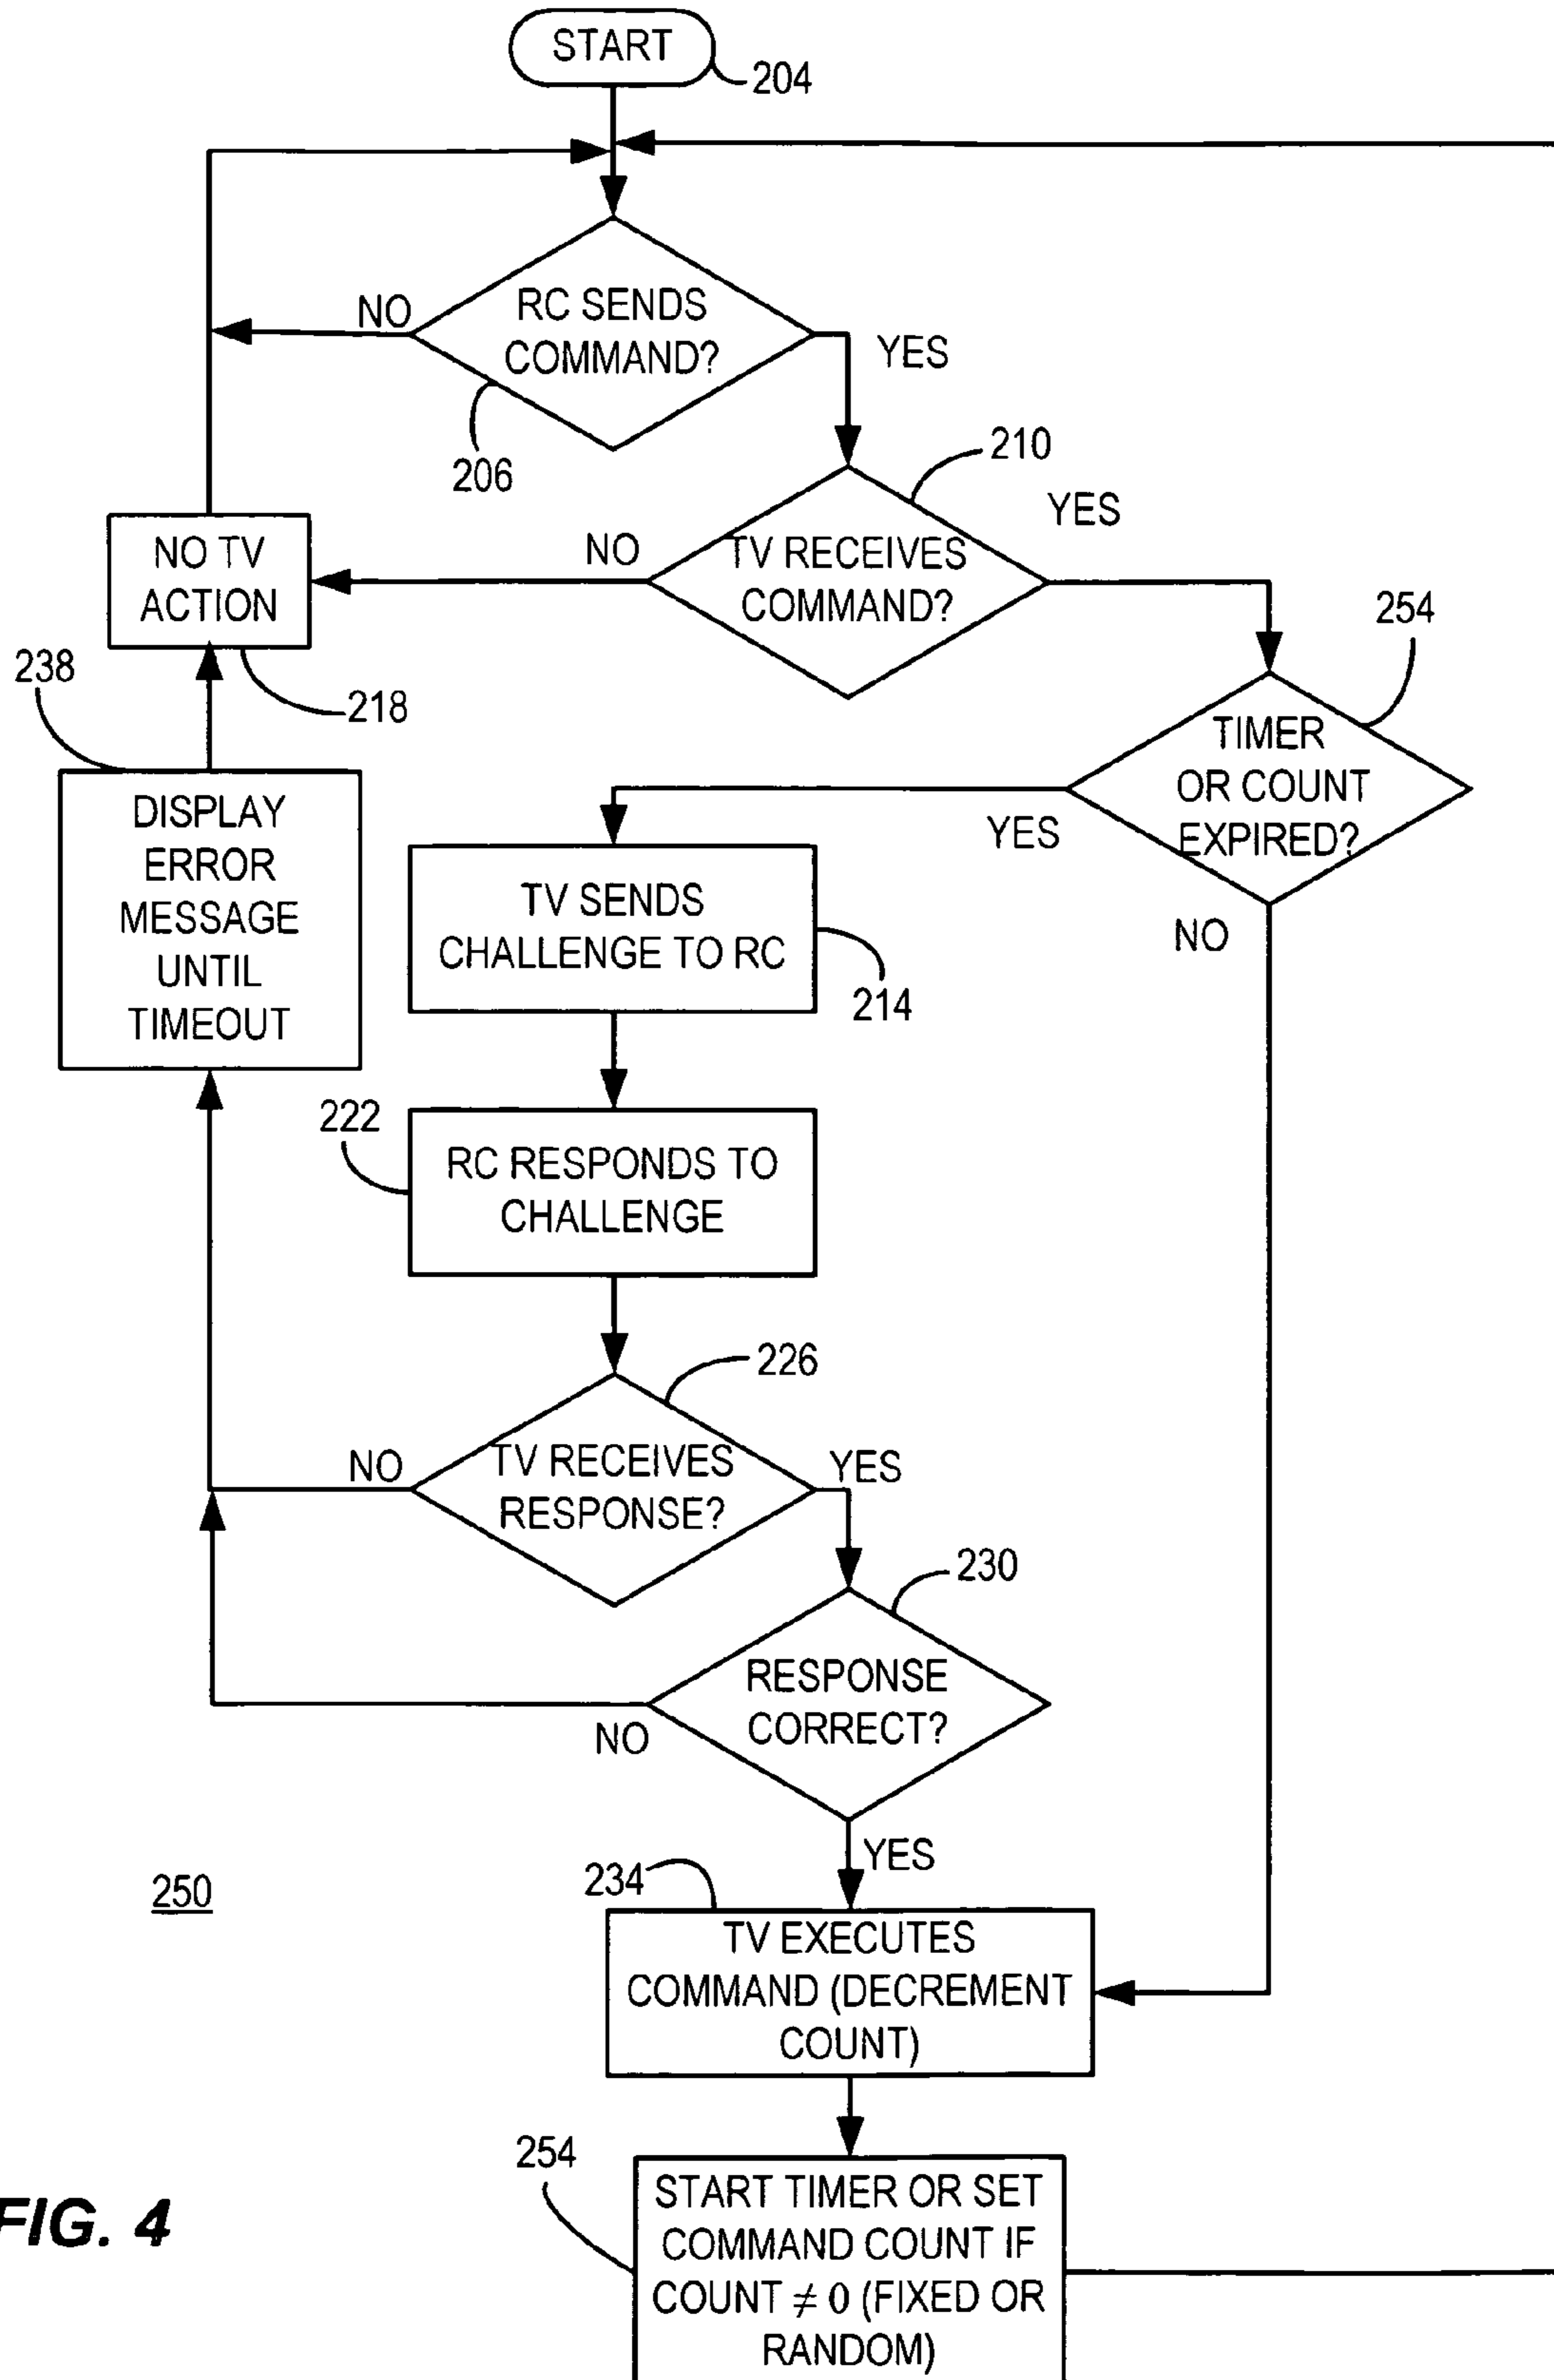 START
204
RC SENDS
COMMAND?
NO
YES
206
210
TV RECEIVES
COMMAND?
NO
YES
NO TV
ACTION
218
254
TIMER
OR COUNT
EXPIRED?
YES
NO
238
DISPLAY
ERROR
MESSAGE
UNTIL
TIMEOUT
TV SENDS
CHALLENGE TO RC
214
222
RC RESPONDS TO
CHALLENGE
226
TV RECEIVES
RESPONSE?
NO
YES
230
RESPONSE
CORRECT?
NO
YES
250
234
TV EXECUTES
COMMAND (DECREMENT
COUNT)
254
START TIMER OR SET
COMMAND COUNT IF
COUNT ≠ 0 (FIXED OR
RANDOM)
FIG. 4